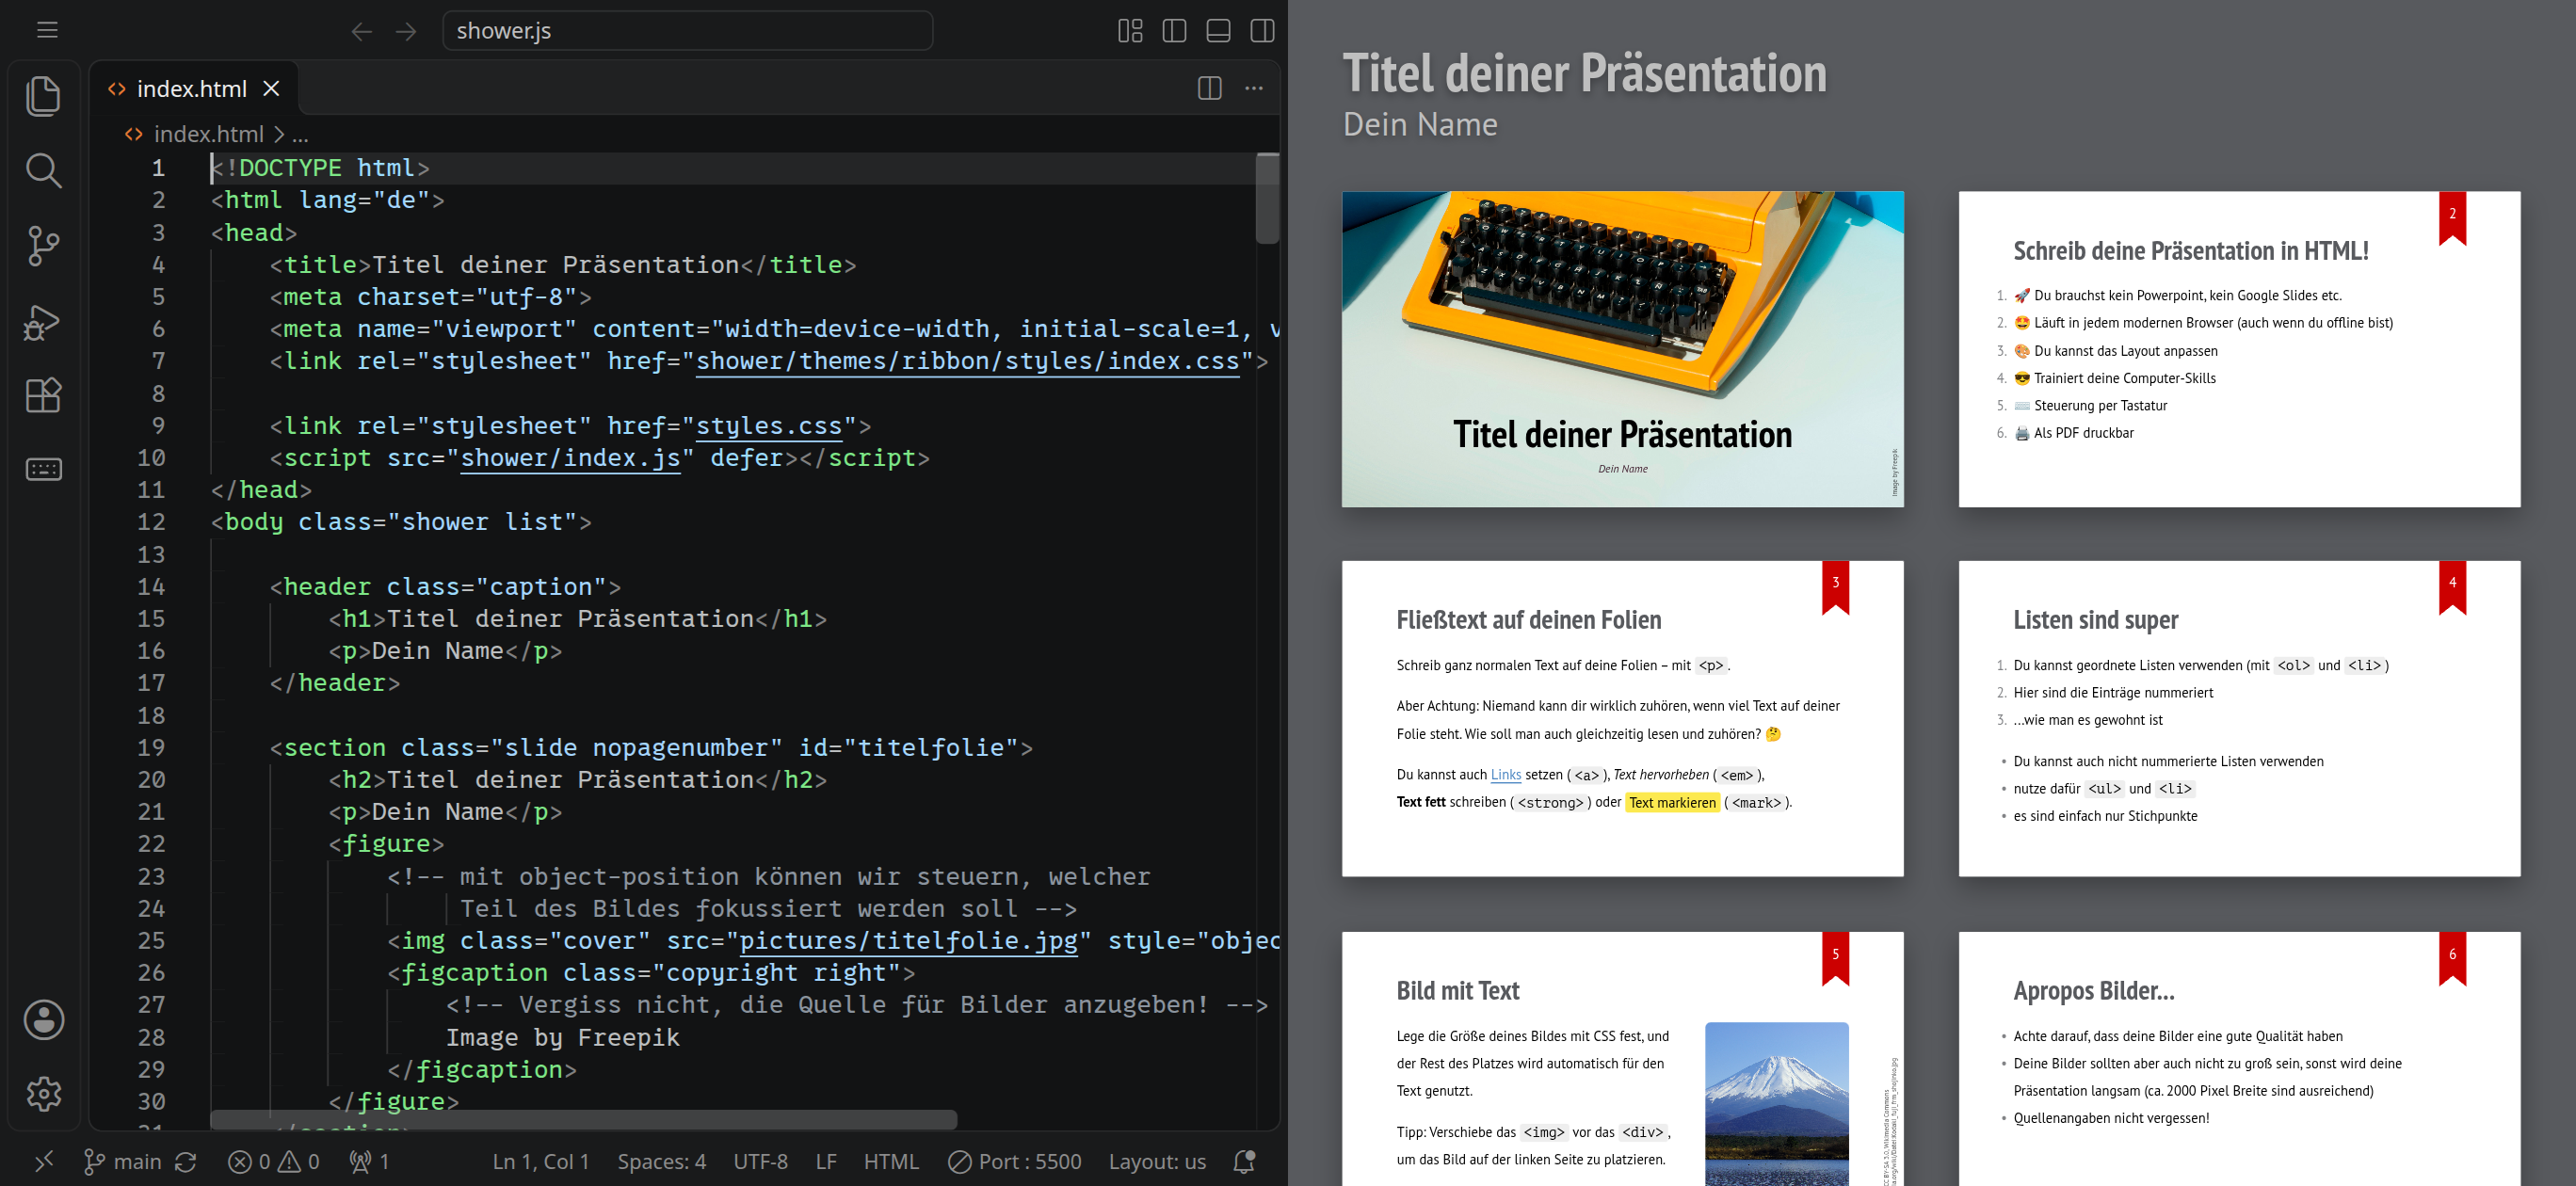 shower.js
index.html
index.html > ...
1 <!DOCTYPE html>
2 <html lang="de">
3 <head>
4 <title>Titel deiner Präsentation</title>
5 <meta charset="utf-8">
6 <meta name="viewport" content="width=device-width, initial-scale=1, v
7 <link rel="stylesheet" href="shower/themes/ribbon/styles/index.css">
8
9 <link rel="stylesheet" href="styles.css">
10 <script src="shower/index.js" defer></script>
11 </head>
12 <body class="shower list">
13
14 <header class="caption">
15 <h1>Titel deiner Präsentation</h1>
16 <p>Dein Name</p>
17 </header>
18
19 <section class="slide nopagenumber" id="titelfolie">
20 <h2>Titel deiner Präsentation</h2>
21 <p>Dein Name</p>
22 <figure>
23 <!-- mit object-position können wir steuern, welcher
24 Teil des Bildes fokussiert werden soll -->
25 <img class="cover" src="pictures/titelfolie.jpg" style="objec
26 <figcaption class="copyright right">
27 <!-- Vergiss nicht, die Quelle für Bilder anzugeben! -->
28 Image by Freepik
29 </figcaption>
30 </figure>
31 </section>
main 0 0 1 Ln 1, Col 1 Spaces: 4 UTF-8 LF HTML Port : 5500 Layout: us
Titel deiner Präsentation
Dein Name
Titel deiner Präsentation
Dein Name
Image by Freepik
2
Schreib deine Präsentation in HTML!
1. 🚀 Du brauchst kein Powerpoint, kein Google Slides etc.
2. 🤩 Läuft in jedem modernen Browser (auch wenn du offline bist)
3. 🎨 Du kannst das Layout anpassen
4. 😎 Trainiert deine Computer-Skills
5. ⌨️ Steuerung per Tastatur
6. 🖨️ Als PDF druckbar
3
Fließtext auf deinen Folien
Schreib ganz normalen Text auf deine Folien – mit <p>.
Aber Achtung: Niemand kann dir wirklich zuhören, wenn viel Text auf deiner
Folie steht. Wie soll man auch gleichzeitig lesen und zuhören? 🤔
Du kannst auch Links setzen (<a>), Text hervorheben (<em>),
Text fett schreiben (<strong>) oder Text markieren (<mark>).
4
Listen sind super
1. Du kannst geordnete Listen verwenden (mit <ol> und <li>)
2. Hier sind die Einträge nummeriert
3. ...wie man es gewohnt ist
• Du kannst auch nicht nummerierte Listen verwenden
• nutze dafür <ul> und <li>
• es sind einfach nur Stichpunkte
5
Bild mit Text
Lege die Größe deines Bildes mit CSS fest, und
der Rest des Platzes wird automatisch für den
Text genutzt.
Tipp: Verschiebe das <img> vor das <div>,
um das Bild auf der linken Seite zu platzieren.
CC BY-SA 3.0, Wikimedia Commons
6
Apropos Bilder...
• Achte darauf, dass deine Bilder eine gute Qualität haben
• Deine Bilder sollten aber auch nicht zu groß sein, sonst wird deine
Präsentation langsam (ca. 2000 Pixel Breite sind ausreichend)
• Quellenangaben nicht vergessen!